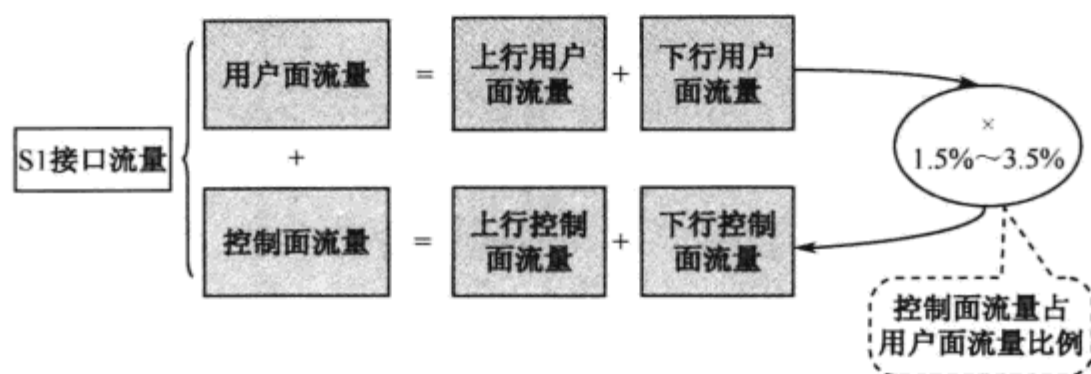 用户面流量
=
上行用户
面流量
+
下行用户
面流量
×
1.5%～3.5%
S1接口流量
+
控制面流量
=
上行控制
面流量
+
下行控制
面流量
控制面流量占
用户面流量比例